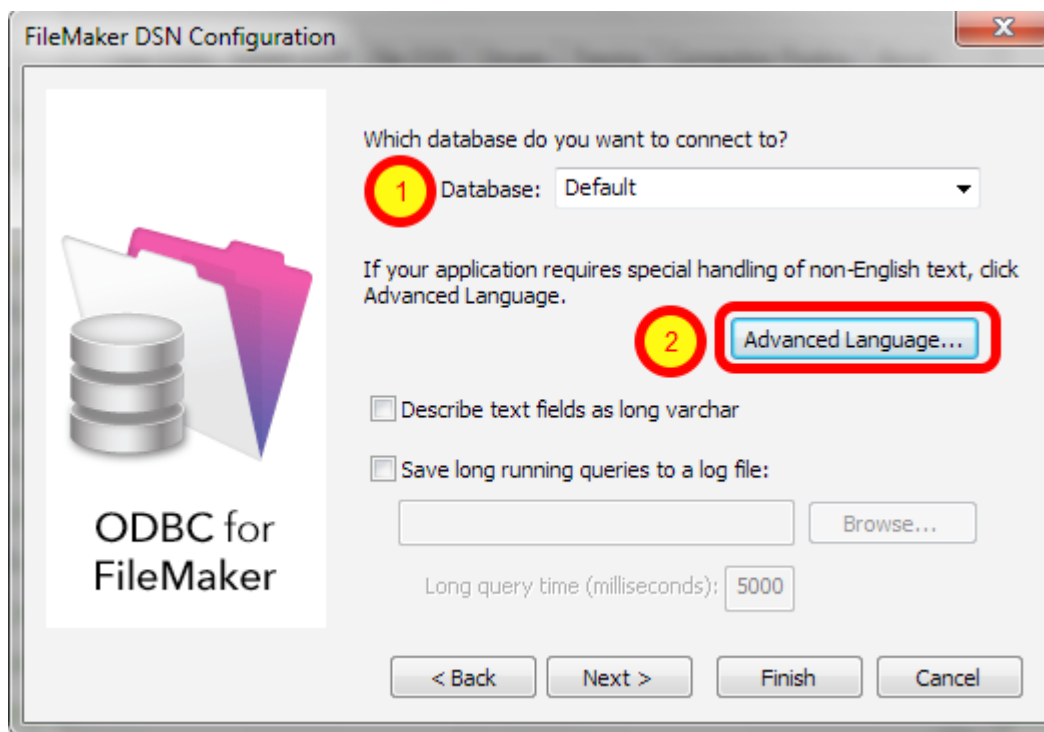 FileMaker DSN Configuration
Which database do you want to connect to?
1 Database: Default
If your application requires special handling of non-English text, click
Advanced Language.
2 Advanced Language...
Describe text fields as long varchar
Save long running queries to a log file:
Browse...
Long query time (milliseconds): 5000
ODBC for
FileMaker
< Back Next > Finish Cancel